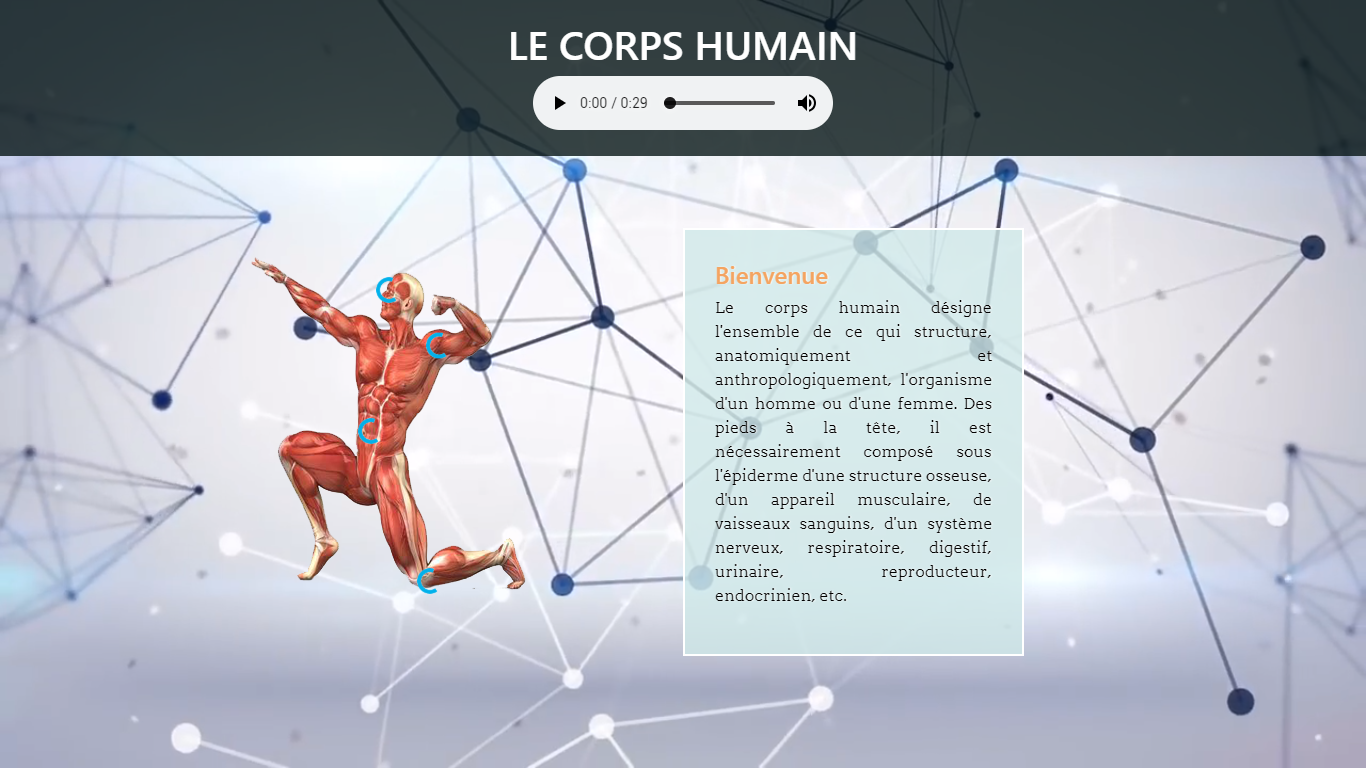 LE CORPS HUMAIN
0:00 / 0:29
Bienvenue
Le corps humain désigne
l'ensemble de ce qui structure,
anatomiquement et
anthropologiquement, l'organisme
d'un homme ou d'une femme. Des
pieds à la tête, il est
nécessairement composé sous
l'épiderme d'une structure osseuse,
d'un appareil musculaire, de
vaisseaux sanguins, d'un système
nerveux, respiratoire, digestif,
urinaire, reproducteur,
endocrinien, etc.